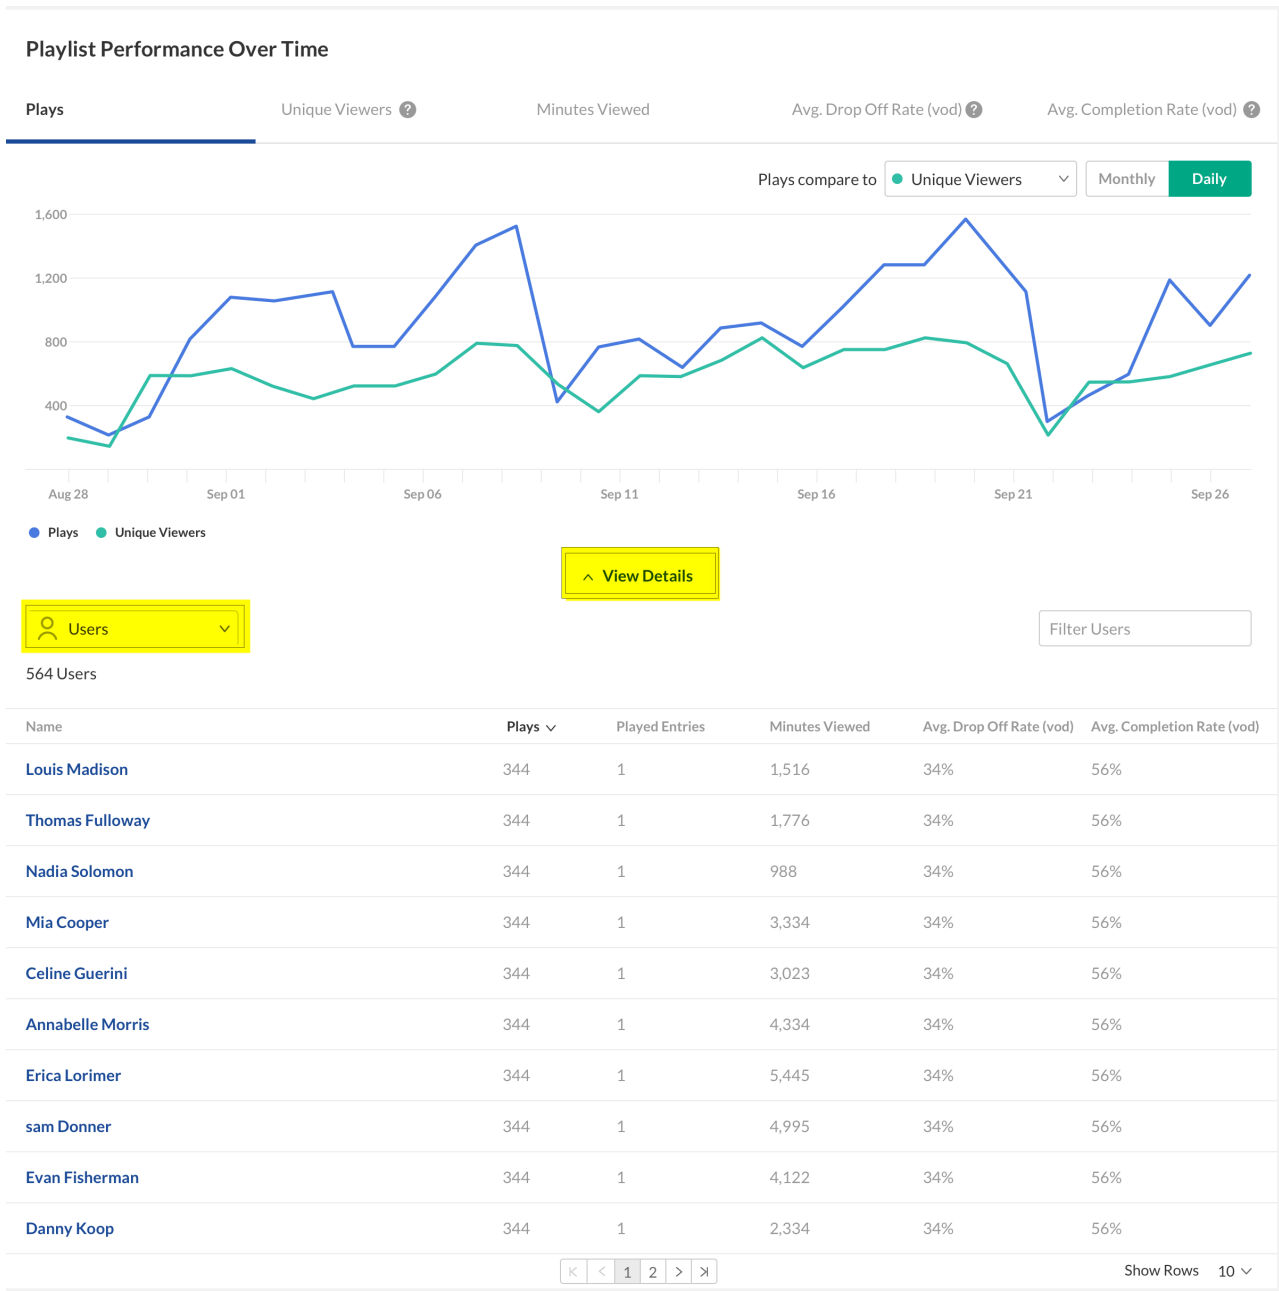 Playlist Performance Over Time
Plays Unique Viewers ? Minutes Viewed Avg. Drop Off Rate (vod) ? Avg. Completion Rate (vod) ?
Plays compare to Unique Viewers Monthly Daily
1,600
1,200
800
400
Aug 28 Sep 01 Sep 06 Sep 11 Sep 16 Sep 21 Sep 26
Plays Unique Viewers
View Details
Users Filter Users
564 Users
Name Plays Played Entries Minutes Viewed Avg. Drop Off Rate (vod) Avg. Completion Rate (vod)
Louis Madison 344 1 1,516 34% 56%
Thomas Fulloway 344 1 1,776 34% 56%
Nadia Solomon 344 1 988 34% 56%
Mia Cooper 344 1 3,334 34% 56%
Celine Guerini 344 1 3,023 34% 56%
Annabelle Morris 344 1 4,334 34% 56%
Erica Lorimer 344 1 5,445 34% 56%
sam Donner 344 1 4,995 34% 56%
Evan Fisherman 344 1 4,122 34% 56%
Danny Koop 344 1 2,334 34% 56%
1 2 Show Rows 10